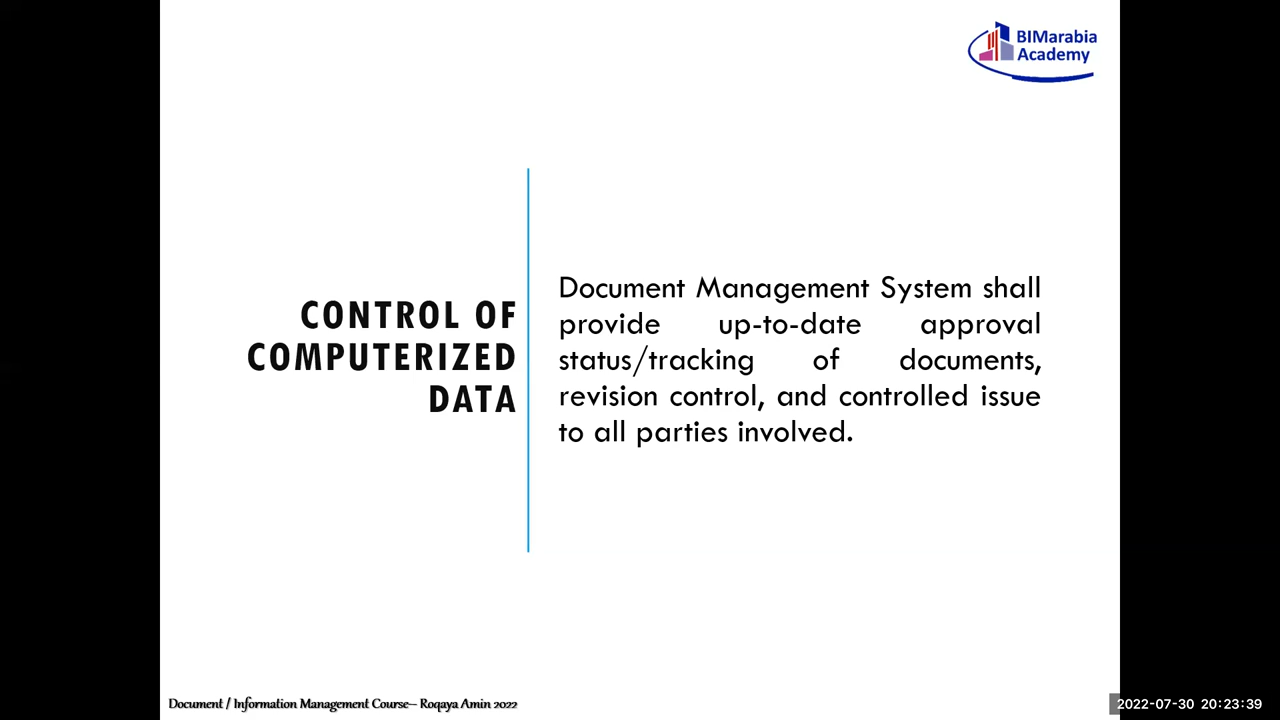 BIMarabia
Academy
CONTROL OF
COMPUTERIZED
DATA
Document Management System shall
provide up-to-date approval
status/tracking of documents,
revision control, and controlled issue
to all parties involved.
Document / Information Management Course– Roqaya Amin 2022
2022-07-30 20:23:39